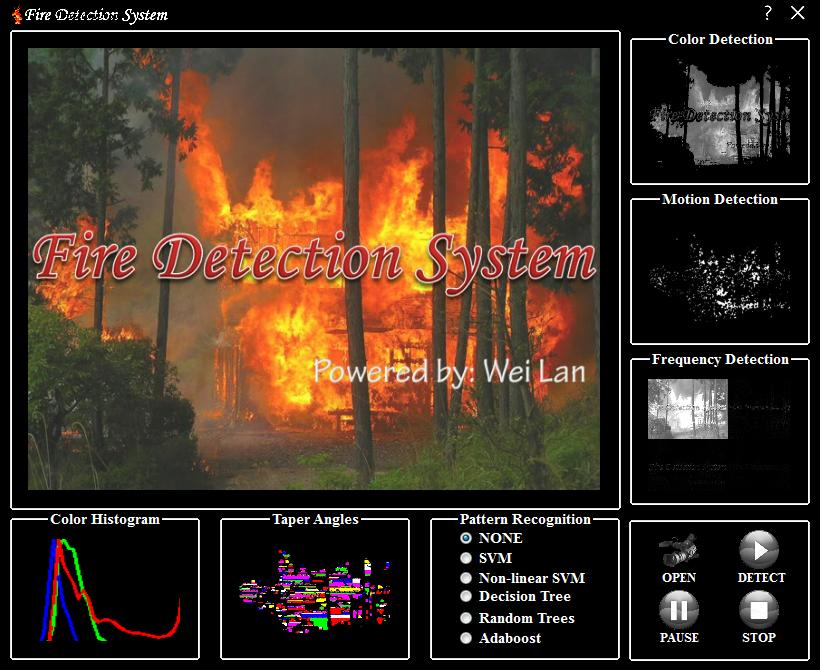 Fire Detection System
?
Color Detection
Fire Detection System
Powered by: Wei Lan
Motion Detection
Frequency Detection
Color Histogram
Taper Angles
Pattern Recognition
NONE
SVM
Non-linear SVM
Decision Tree
Random Trees
Adaboost
OPEN
DETECT
PAUSE
STOP